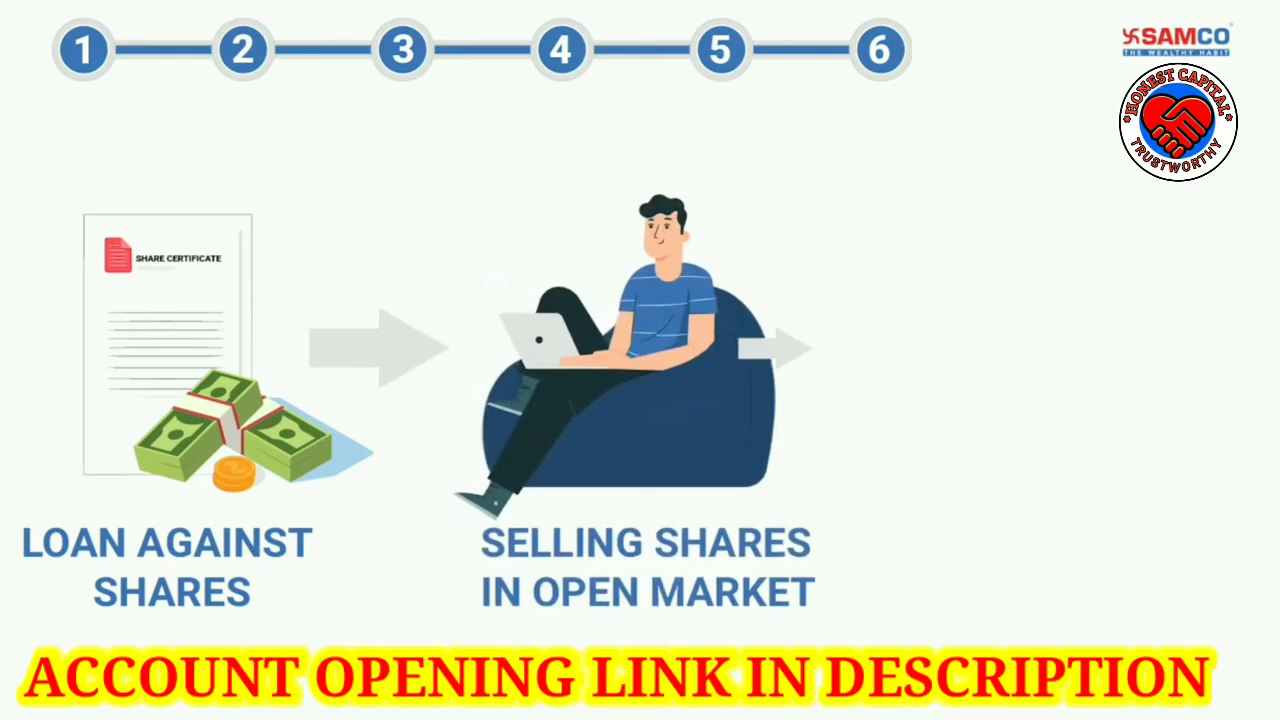 1 2 3 4 5 6
SAMCO
THE WEALTHY HABIT
*HONEST CAPITAL*
TRUSTWORTHY
SHARE CERTIFICATE
LOAN AGAINST
SHARES
SELLING SHARES
IN OPEN MARKET
ACCOUNT OPENING LINK IN DESCRIPTION